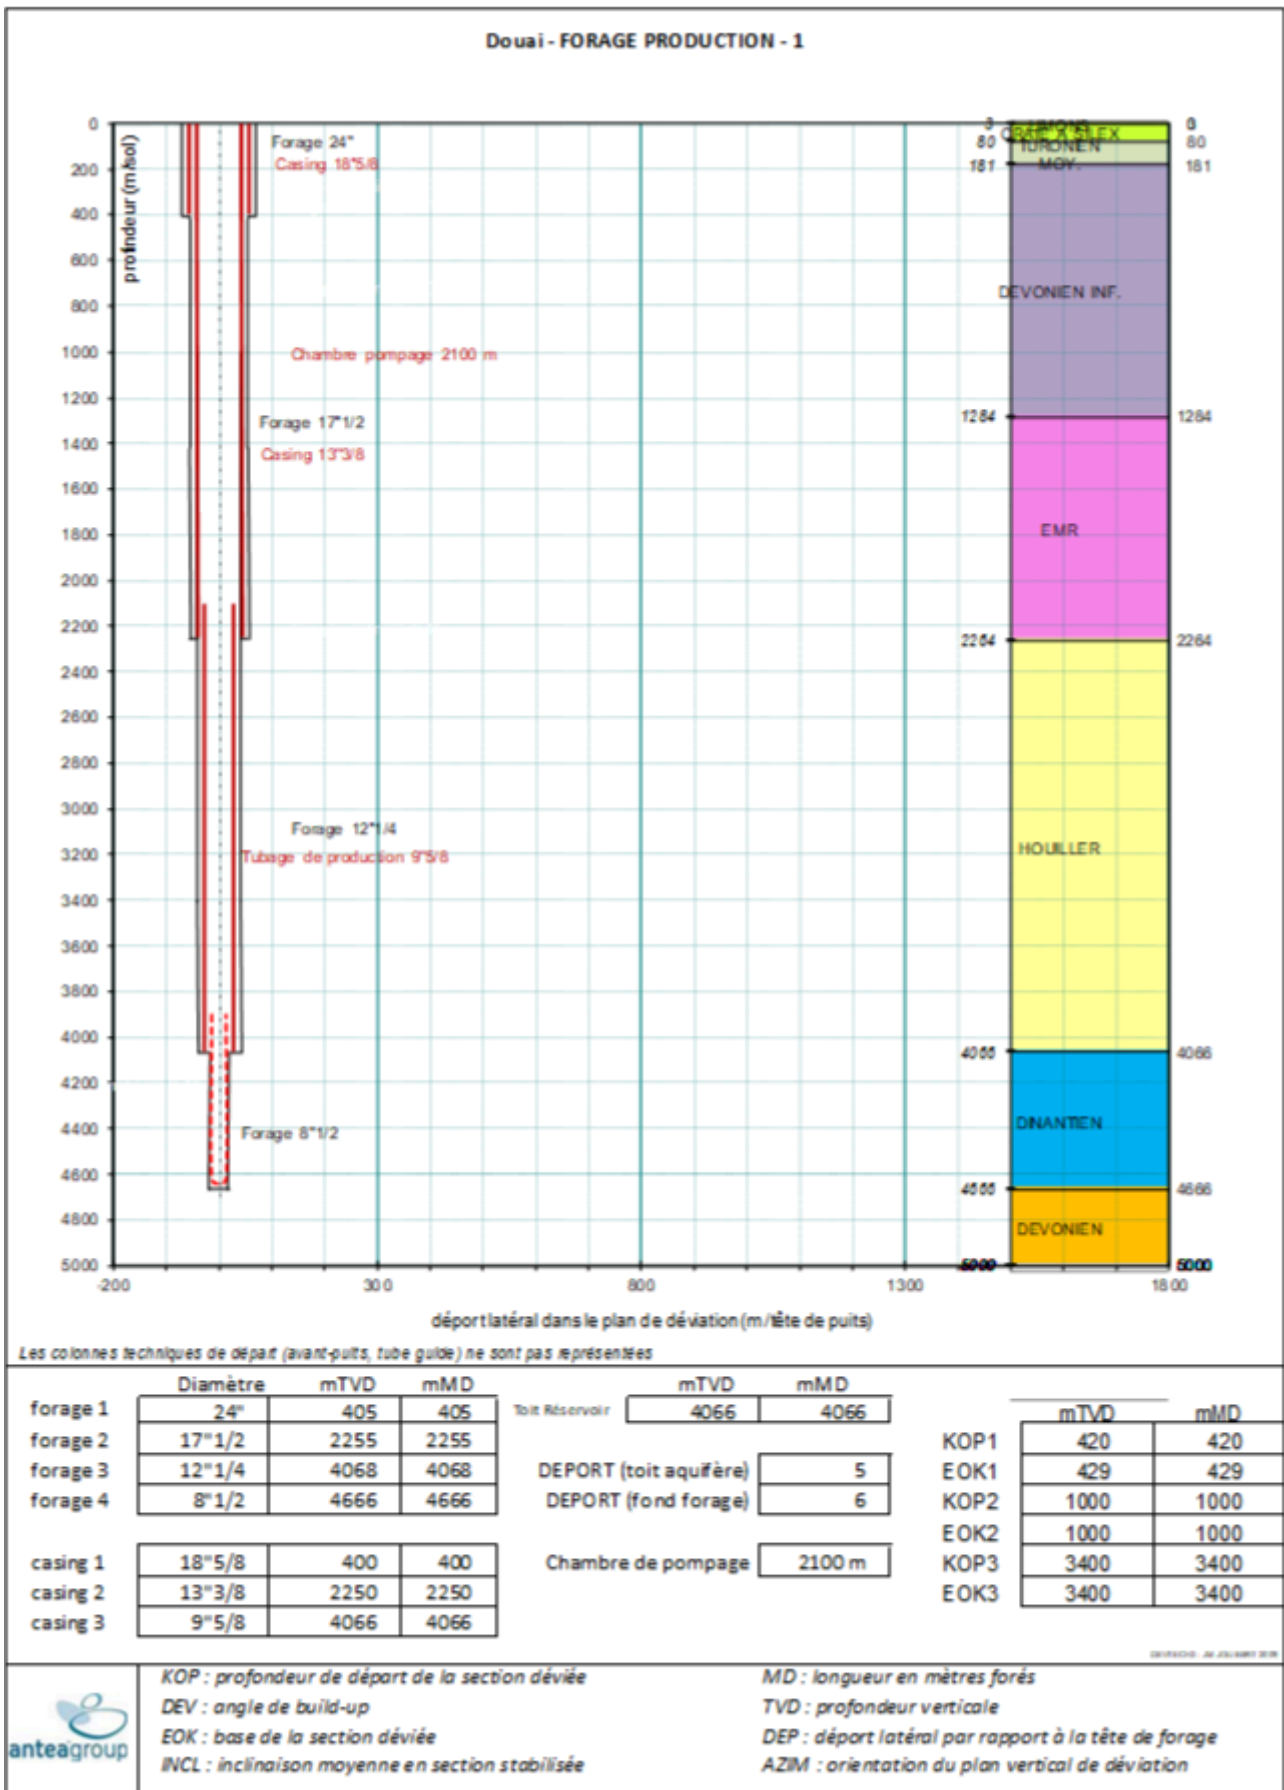 Douai - FORAGE PRODUCTION - 1
profondeur (m/sol)
0
200
400
600
800
1000
1200
1400
1600
1800
2000
2200
2400
2600
2800
3000
3200
3400
3600
3800
4000
4200
4400
4600
4800
5000
Forage 24"
Casing 18"5/8
Chambre pompage 2100 m
Forage 17"1/2
Casing 13"3/8
Forage 12"1/4
Tubage de production 9"5/8
Forage 8"1/2
3 0
CRAIE A SILEX
80 TURONIEN 80
181 MOY. 181
DEVONIEN INF.
1284 1284
EMR
2264 2264
HOUILLER
4066 4066
DINANTIEN
4666 4666
DEVONIEN
5000 5000
-200 300 800 1300 1800
déport latéral dans le plan de déviation (m/tête de puits)
Les colonnes techniques de départ (avant-puits, tube guide) ne sont pas représentées
Diamètre mTVD mMD
forage 1 24" 405 405
forage 2 17"1/2 2255 2255
forage 3 12"1/4 4068 4068
forage 4 8"1/2 4666 4666
casing 1 18"5/8 400 400
casing 2 13"3/8 2250 2250
casing 3 9"5/8 4066 4066
mTVD mMD
Toit Réservoir 4066 4066
DEPORT (toit aquifère) 5
DEPORT (fond forage) 6
Chambre de pompage 2100 m
mTVD mMD
KOP1 420 420
EOK1 429 429
KOP2 1000 1000
EOK2 1000 1000
KOP3 3400 3400
EOK3 3400 3400
anteagroup
KOP : profondeur de départ de la section déviée
DEV : angle de build-up
EOK : base de la section déviée
INCL : inclinaison moyenne en section stabilisée
MD : longueur en mètres forés
TVD : profondeur verticale
DEP : déport latéral par rapport à la tête de forage
AZIM : orientation du plan vertical de déviation